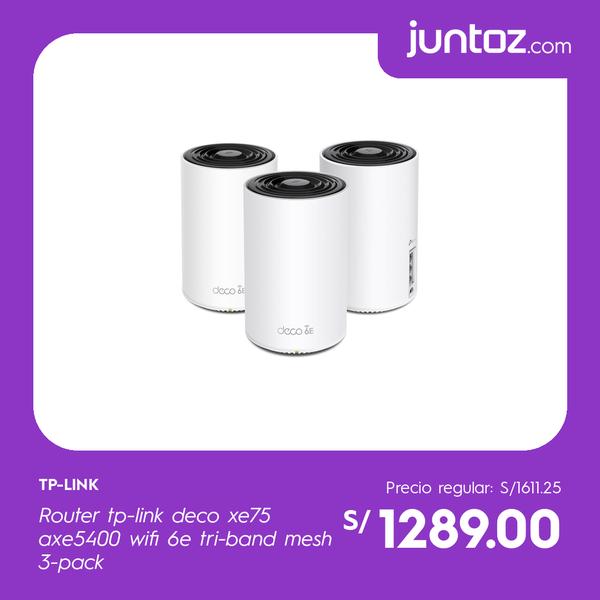 juntoz.com
deco 6E
deco 6E
TP-LINK
Router tp-link deco xe75
axe5400 wifi 6e tri-band mesh
3-pack
Precio regular: S/1611.25
S/1289.00